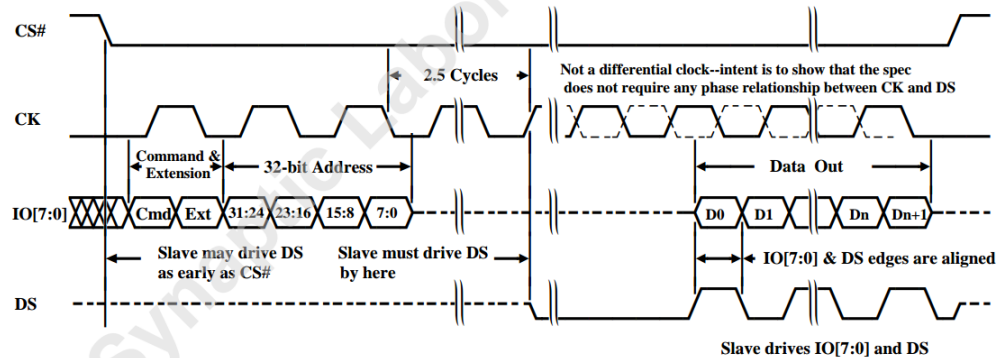 CS#
2.5 Cycles
Not a differential clock--intent is to show that the spec
does not require any phase relationship between CK and DS
CK
Command &
Extension
32-bit Address
Data Out
IO[7:0]
Cmd
Ext
31:24
23:16
15:8
7:0
D0
D1
Dn
Dn+1
Slave may drive DS
as early as CS#
Slave must drive DS
by here
IO[7:0] & DS edges are aligned
DS
Slave drives IO[7:0] and DS
Synaptic Labor